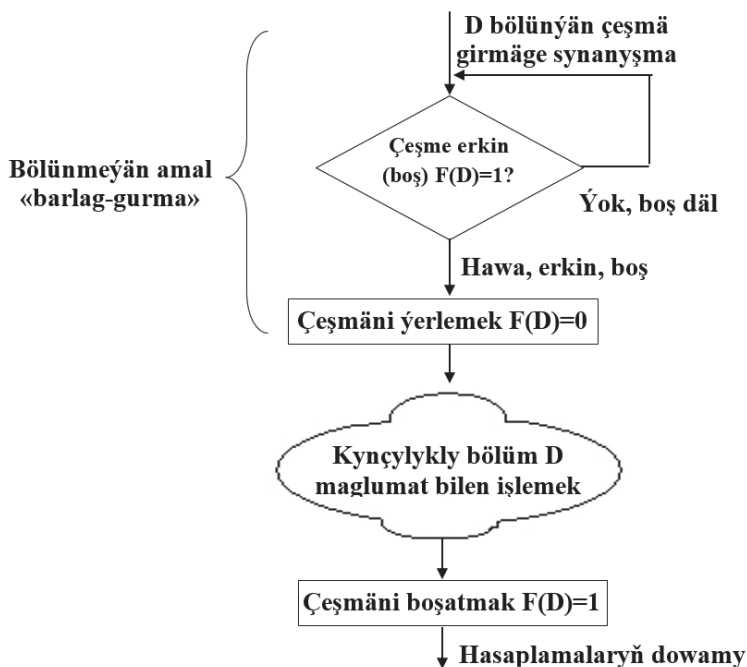 D bölünýän çeşmä
girmäge synanyşma
Çeşme erkin
(boş) F(D)=1?
Bölünmeýän amal
«barlag-gurma»
Ýok, boş däl
Hawa, erkin, boş
Çeşmäni ýerlemek F(D)=0
Kynçylykly bölüm D
maglumat bilen işlemek
Çeşmäni boşatmak F(D)=1
Hasaplamalaryň dowamy